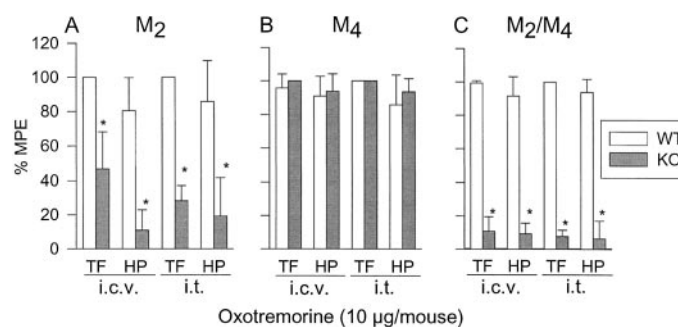 A M₂ B M₄ C M₂/M₄
% MPE
120
100
80
60
40
20
0
* * * *
* * * *
WT
KO
TF HP TF HP TF HP TF HP TF HP TF HP
i.c.v. i.t. i.c.v. i.t. i.c.v. i.t.
Oxotremorine (10 µg/mouse)